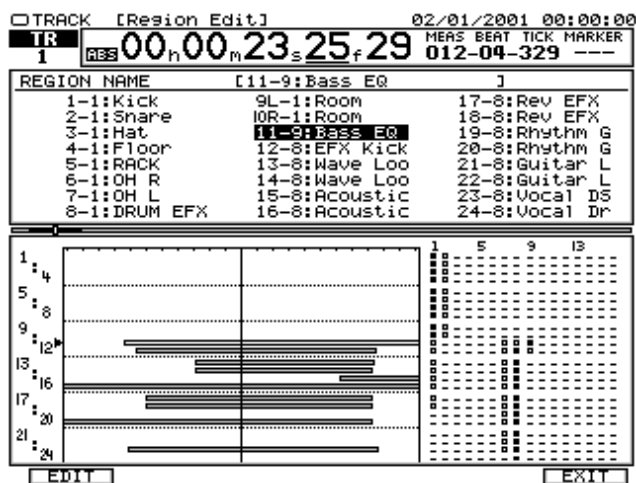 TRACK [Region Edit] 02/01/2001 00:00:00
TR 1 ABS 00h00m23s25f29 MEAS BEAT TICK MARKER
012-04-329 ---
REGION NAME [11-9:Bass EQ ]
1-1:Kick 9L-1:Room 17-8:Rev EFX
2-1:Snare 10R-1:Room 18-8:Rev EFX
3-1:Hat 11-9:Bass EQ 19-8:Rhythm G
4-1:Floor 12-8:EFX Kick 20-8:Rhythm G
5-1:RACK 13-8:Wave Loo 21-8:Guitar L
6-1:OH R 14-8:Wave Loo 22-8:Guitar L
7-1:OH L 15-8:Acoustic 23-8:Vocal DS
8-1:DRUM EFX 16-8:Acoustic 24-8:Vocal Dr
1 5 9 13
1:4
5:8
9:12
13:16
17:20
21:24
EDIT EXIT